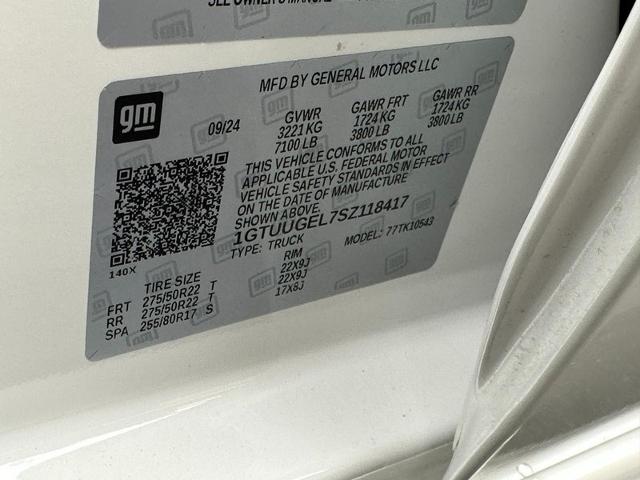 SEE OWNER'S MANUAL
MFD BY GENERAL MOTORS LLC
gm
09/24
GVWR GAWR FRT GAWR RR
3221 KG 1724 KG 1724 KG
7100 LB 3800 LB 3800 LB
THIS VEHICLE CONFORMS TO ALL
APPLICABLE U.S. FEDERAL MOTOR
VEHICLE SAFETY STANDARDS IN EFFECT
ON THE DATE OF MANUFACTURE
SHOWN ABOVE.
1GTUUGEL7SZ118417
TYPE: TRUCK MODEL: 77TK10543
140X
TIRE SIZE RIM
FRT 275/50R22 T 22X9J
RR 275/50R22 T 22X9J
SPA 255/80R17 S 17X8J